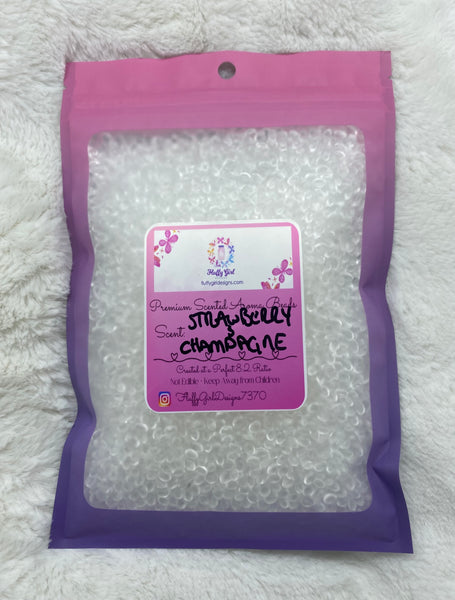 Fluffy Girl
fluffygirldesigns.com
Premium Scented Aroma Beads
Scent: STRAWBERRY
CHAMPAGNE
Created at a Perfect 8:2 Ratio
Not Edible • Keep Away from Children
FluffyGirlsDesigns7370